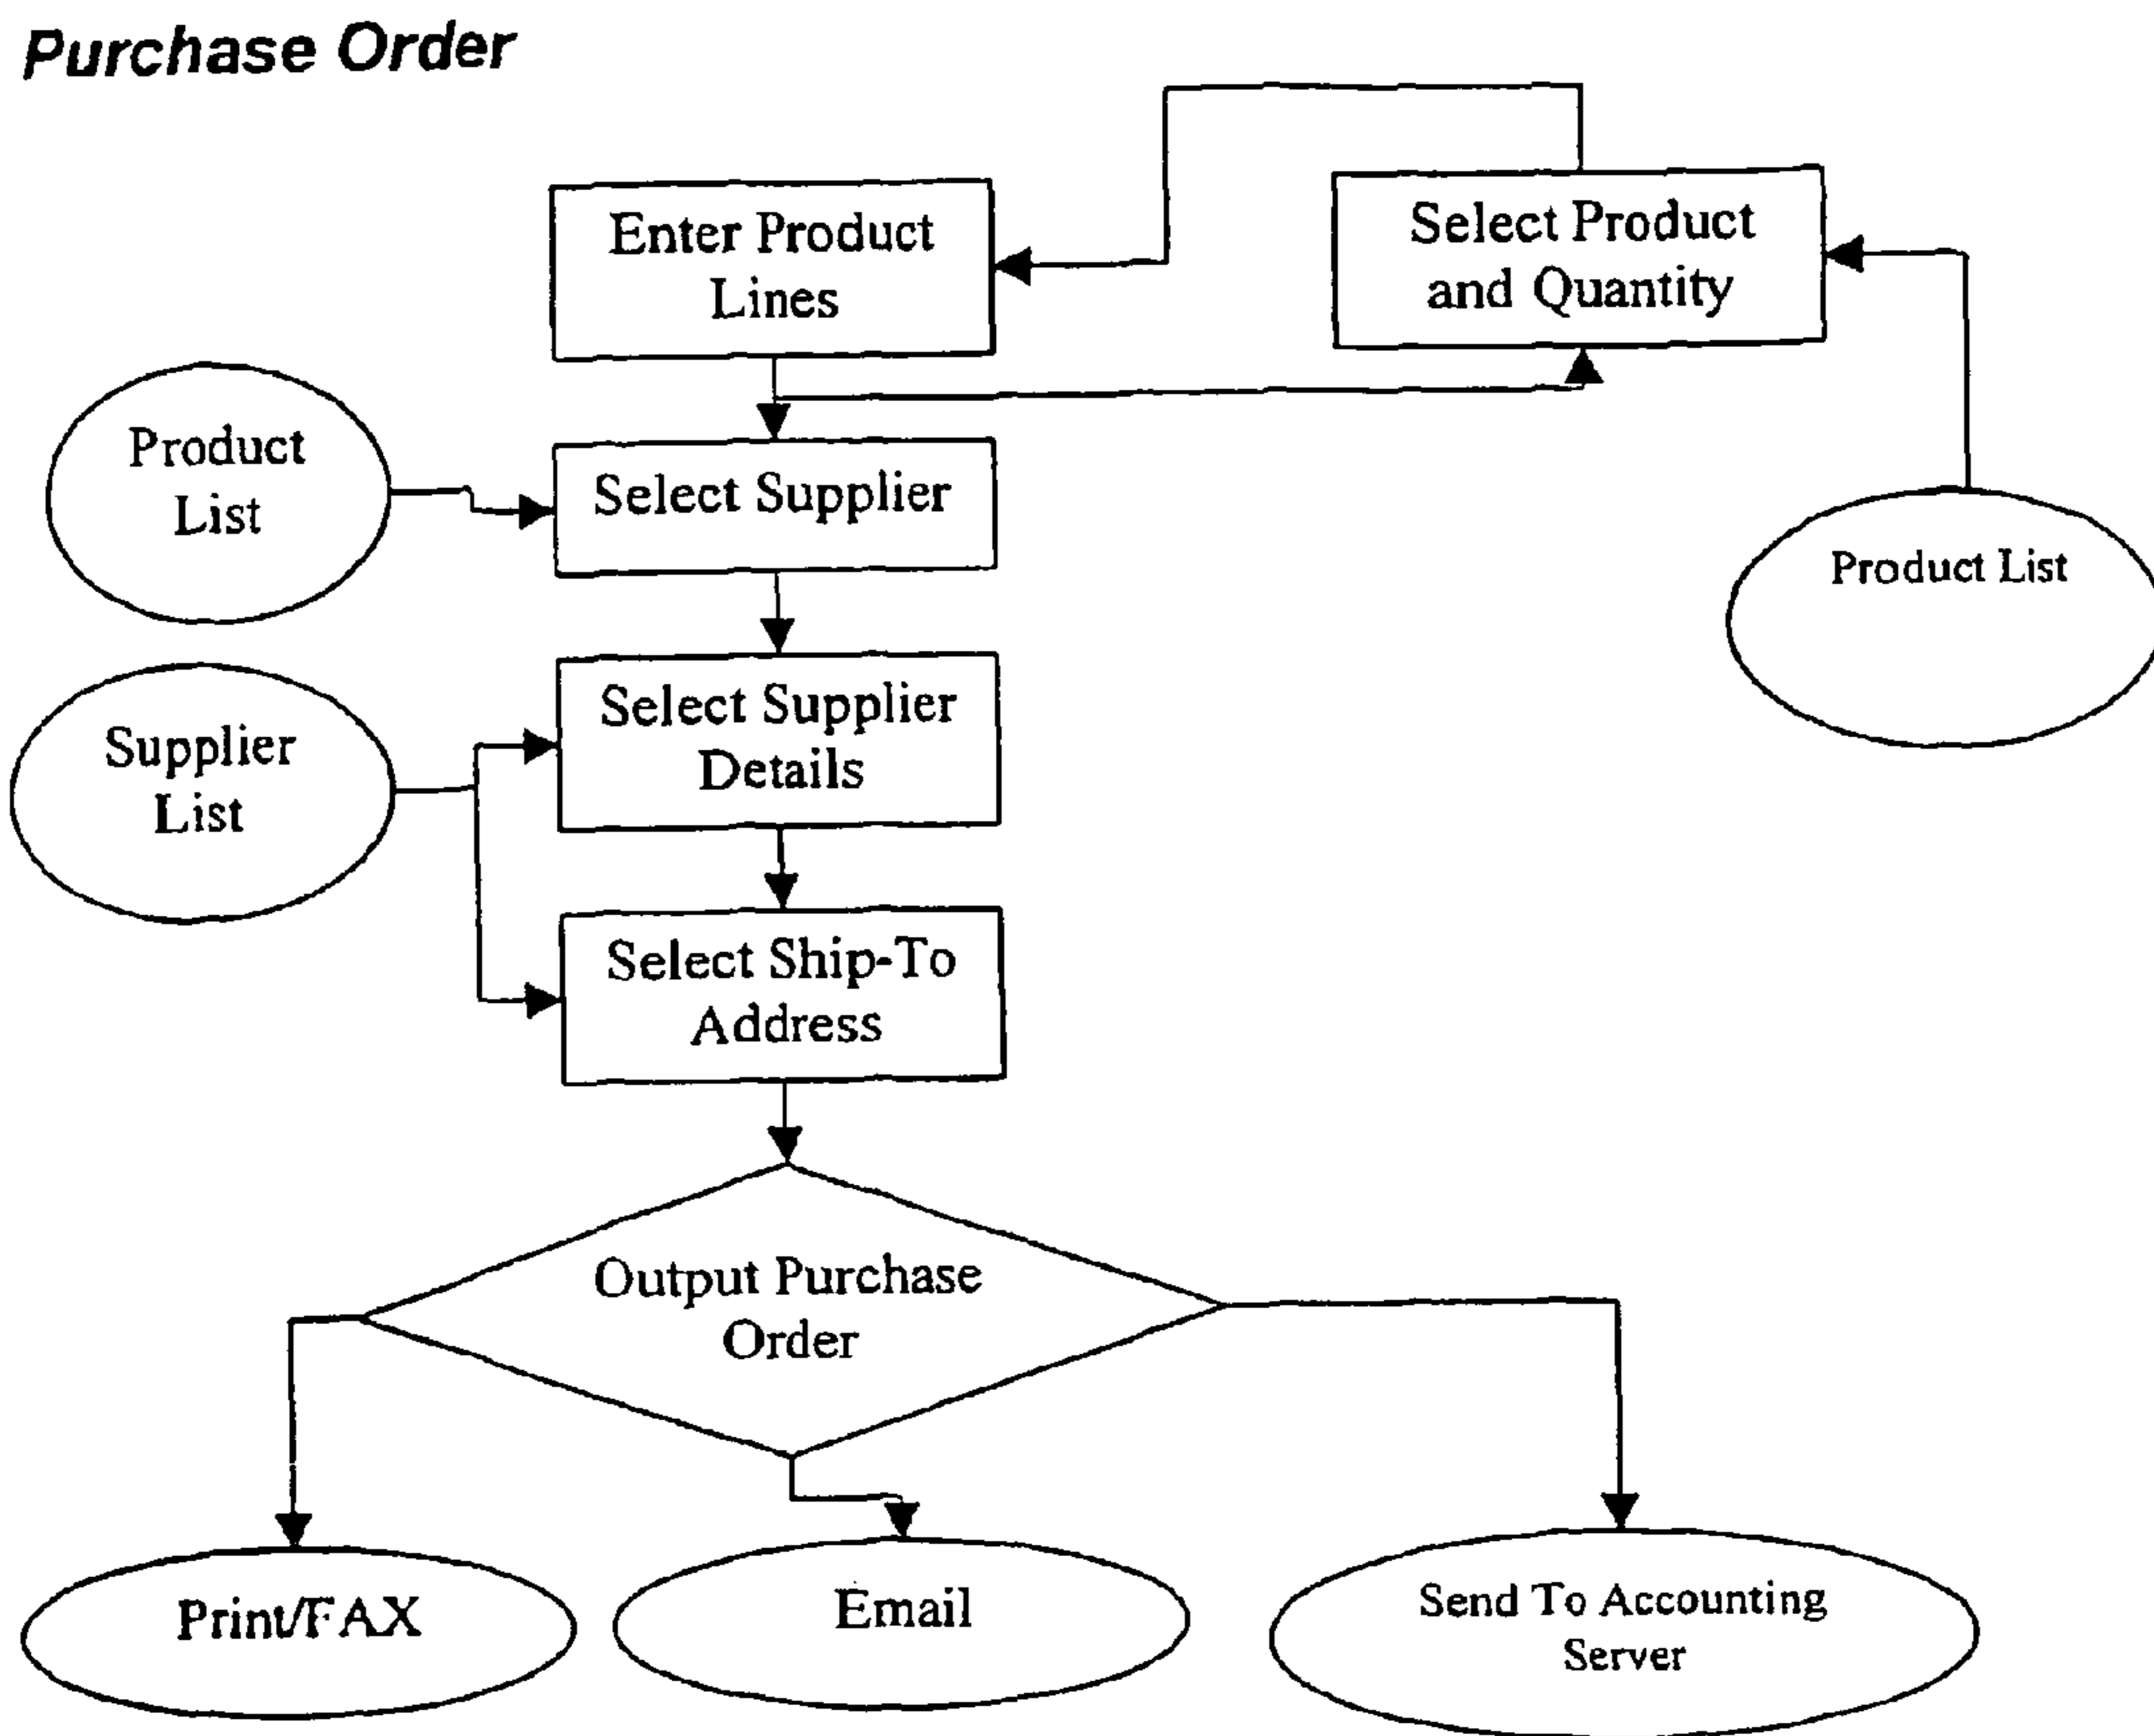 Purchase Order
Enter Product
Lines
Select Product
and Quantity
Product
List
Select Supplier
Product List
Supplier
List
Select Supplier
Details
Select Ship-To
Address
Output Purchase
Order
Print/FAX
Email
Send To Accounting
Server